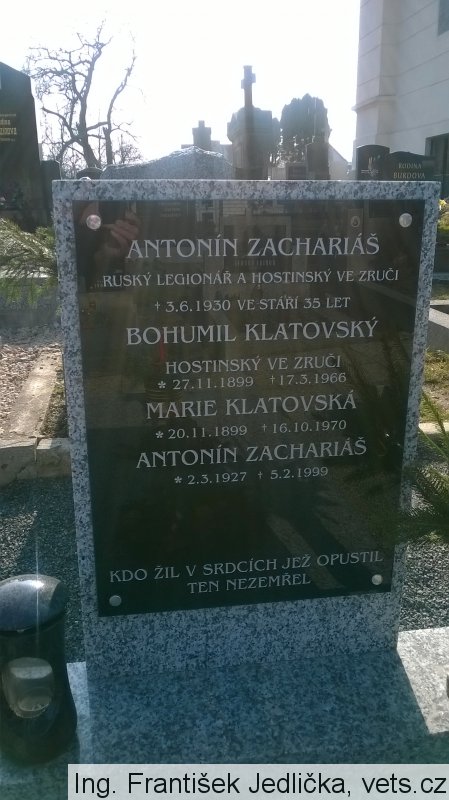 ANTONÍN ZACHARIÁŠ
RUSKÝ LEGIONÁŘ A HOSTINSKÝ VE ZRUČI
† 3.6.1930 VE STÁŘÍ 35 LET
BOHUMIL KLATOVSKÝ
HOSTINSKÝ VE ZRUČI
* 27.11.1899 † 17.3.1966
MARIE KLATOVSKÁ
* 20.11.1899 † 16.10.1970
ANTONÍN ZACHARIÁŠ
* 2.3.1927 † 5.2.1999
KDO ŽIL V SRDCÍCH JEŽ OPUSTIL
TEN NEZEMŘEL
RODINA
BURDOVA
Ing. František Jedlička, vets.cz